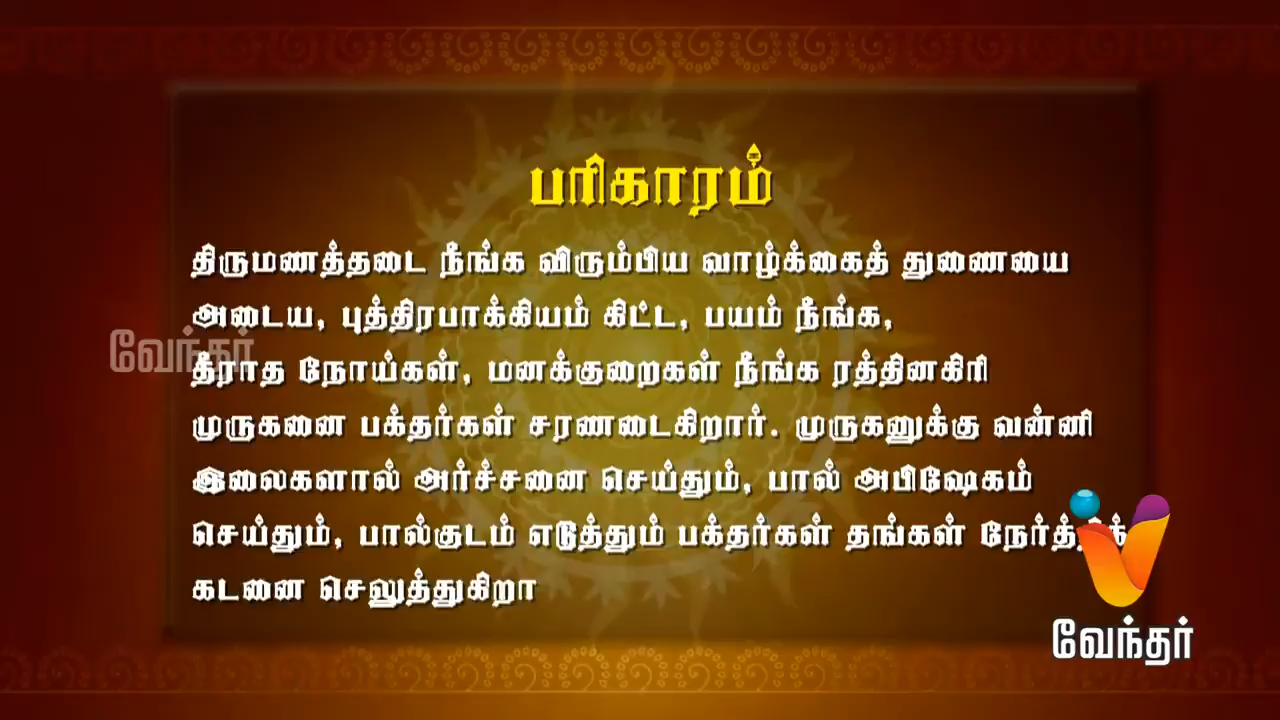 பரிகாரம்
திருமணத்தடை நீங்க விரும்பிய வாழ்க்கைத் துணையை
அடைய, புத்திரபாக்கியம் கிட்ட, பயம் நீங்க,
வேந்தர்
தீராத நோய்கள், மனக்குறைகள் நீங்க ரத்தினகிரி
முருகனை பக்தர்கள் சரணடைகிறார். முருகனுக்கு வன்னி
இலைகளால் அர்ச்சனை செய்தும், பால் அபிஷேகம்
செய்தும், பால்குடம் எடுத்தும் பக்தர்கள் தங்கள்
கடனை செலுத்துகிறா
வேந்தர்